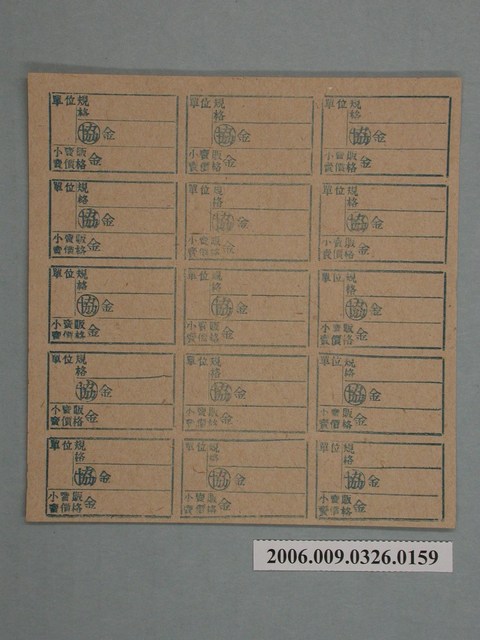 單位 規格
協 金
小賣販賣價格 金
單位 規格
協 金
小賣販賣價格 金
單位 規格
協 金
小賣販賣價格 金
單位 規格
協 金
小賣販賣價格 金
單位 規格
協 金
小賣販賣價格 金
單位 規格
協 金
小賣販賣價格 金
單位 規格
協 金
小賣販賣價格 金
單位 規格
協 金
小賣販賣價格 金
單位 規格
協 金
小賣販賣價格 金
單位 規格
協 金
小賣販賣價格 金
單位 規格
協 金
小賣販賣價格 金
單位 規格
協 金
小賣販賣價格 金
單位 規格
協 金
小賣販賣價格 金
單位 規格
協 金
小賣販賣價格 金
單位 規格
協 金
小賣販賣價格 金
2006.009.0326.0159